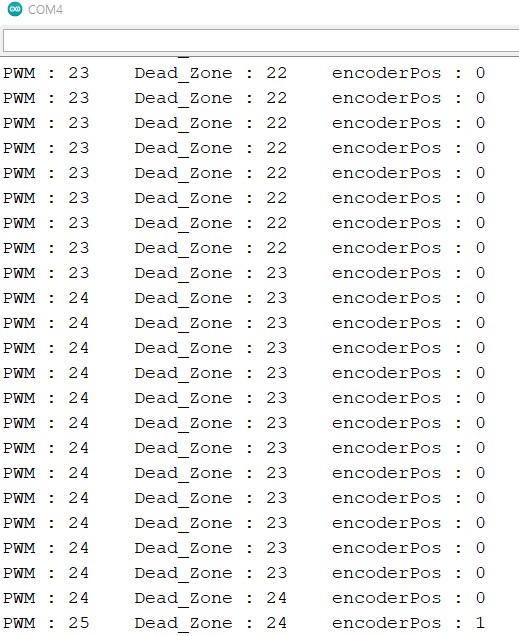 COM4
PWM : 23 Dead_Zone : 22 encoderPos : 0
PWM : 23 Dead_Zone : 22 encoderPos : 0
PWM : 23 Dead_Zone : 22 encoderPos : 0
PWM : 23 Dead_Zone : 22 encoderPos : 0
PWM : 23 Dead_Zone : 22 encoderPos : 0
PWM : 23 Dead_Zone : 22 encoderPos : 0
PWM : 23 Dead_Zone : 22 encoderPos : 0
PWM : 23 Dead_Zone : 22 encoderPos : 0
PWM : 23 Dead_Zone : 23 encoderPos : 0
PWM : 24 Dead_Zone : 23 encoderPos : 0
PWM : 24 Dead_Zone : 23 encoderPos : 0
PWM : 24 Dead_Zone : 23 encoderPos : 0
PWM : 24 Dead_Zone : 23 encoderPos : 0
PWM : 24 Dead_Zone : 23 encoderPos : 0
PWM : 24 Dead_Zone : 23 encoderPos : 0
PWM : 24 Dead_Zone : 23 encoderPos : 0
PWM : 24 Dead_Zone : 23 encoderPos : 0
PWM : 24 Dead_Zone : 23 encoderPos : 0
PWM : 24 Dead_Zone : 23 encoderPos : 0
PWM : 24 Dead_Zone : 23 encoderPos : 0
PWM : 24 Dead_Zone : 23 encoderPos : 0
PWM : 24 Dead_Zone : 24 encoderPos : 0
PWM : 25 Dead_Zone : 24 encoderPos : 1